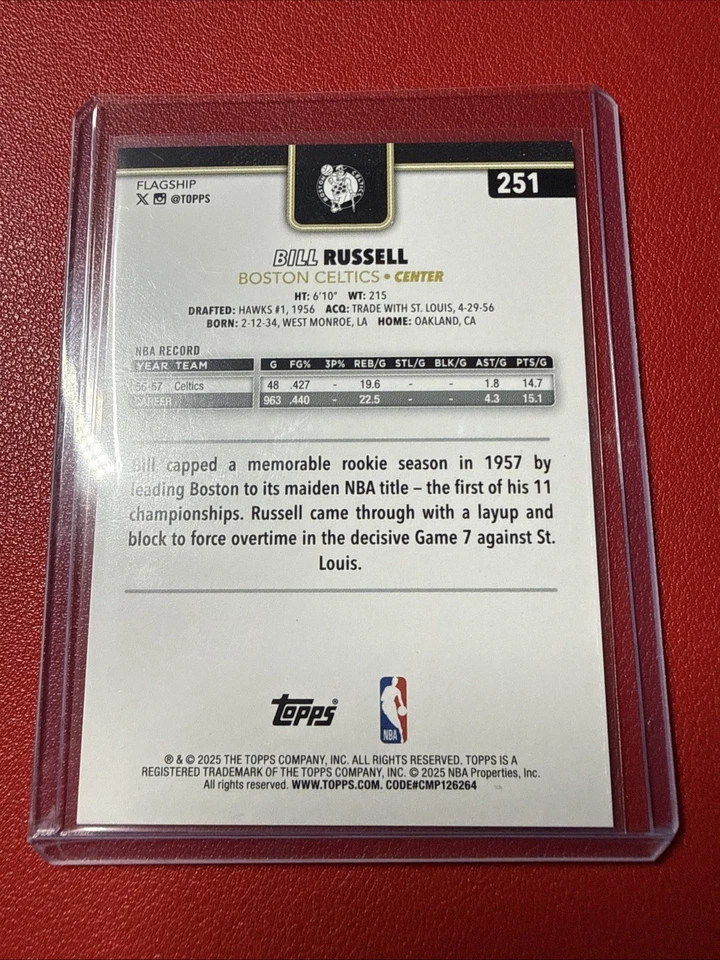 FLAGSHIP
X @TOPPS
BOSTON CELTICS
251
BILL RUSSELL
BOSTON CELTICS • CENTER
HT: 6'10" WT: 215
DRAFTED: HAWKS #1, 1956 ACQ: TRADE WITH ST. LOUIS, 4-29-56
BORN: 2-12-34, WEST MONROE, LA HOME: OAKLAND, CA
NBA RECORD
YEAR TEAM G FG% 3P% REB/G STL/G BLK/G AST/G PTS/G
56-57 Celtics 48 .427 - 19.6 - - 1.8 14.7
CAREER 963 .440 - 22.5 - - 4.3 15.1
Bill capped a memorable rookie season in 1957 by
leading Boston to its maiden NBA title – the first of his 11
championships. Russell came through with a layup and
block to force overtime in the decisive Game 7 against St.
Louis.
TOPPS®
NBA
® & © 2025 THE TOPPS COMPANY, INC. ALL RIGHTS RESERVED. TOPPS IS A
REGISTERED TRADEMARK OF THE TOPPS COMPANY, INC. © 2025 NBA Properties, Inc.
All rights reserved. WWW.TOPPS.COM. CODE#CMP126264